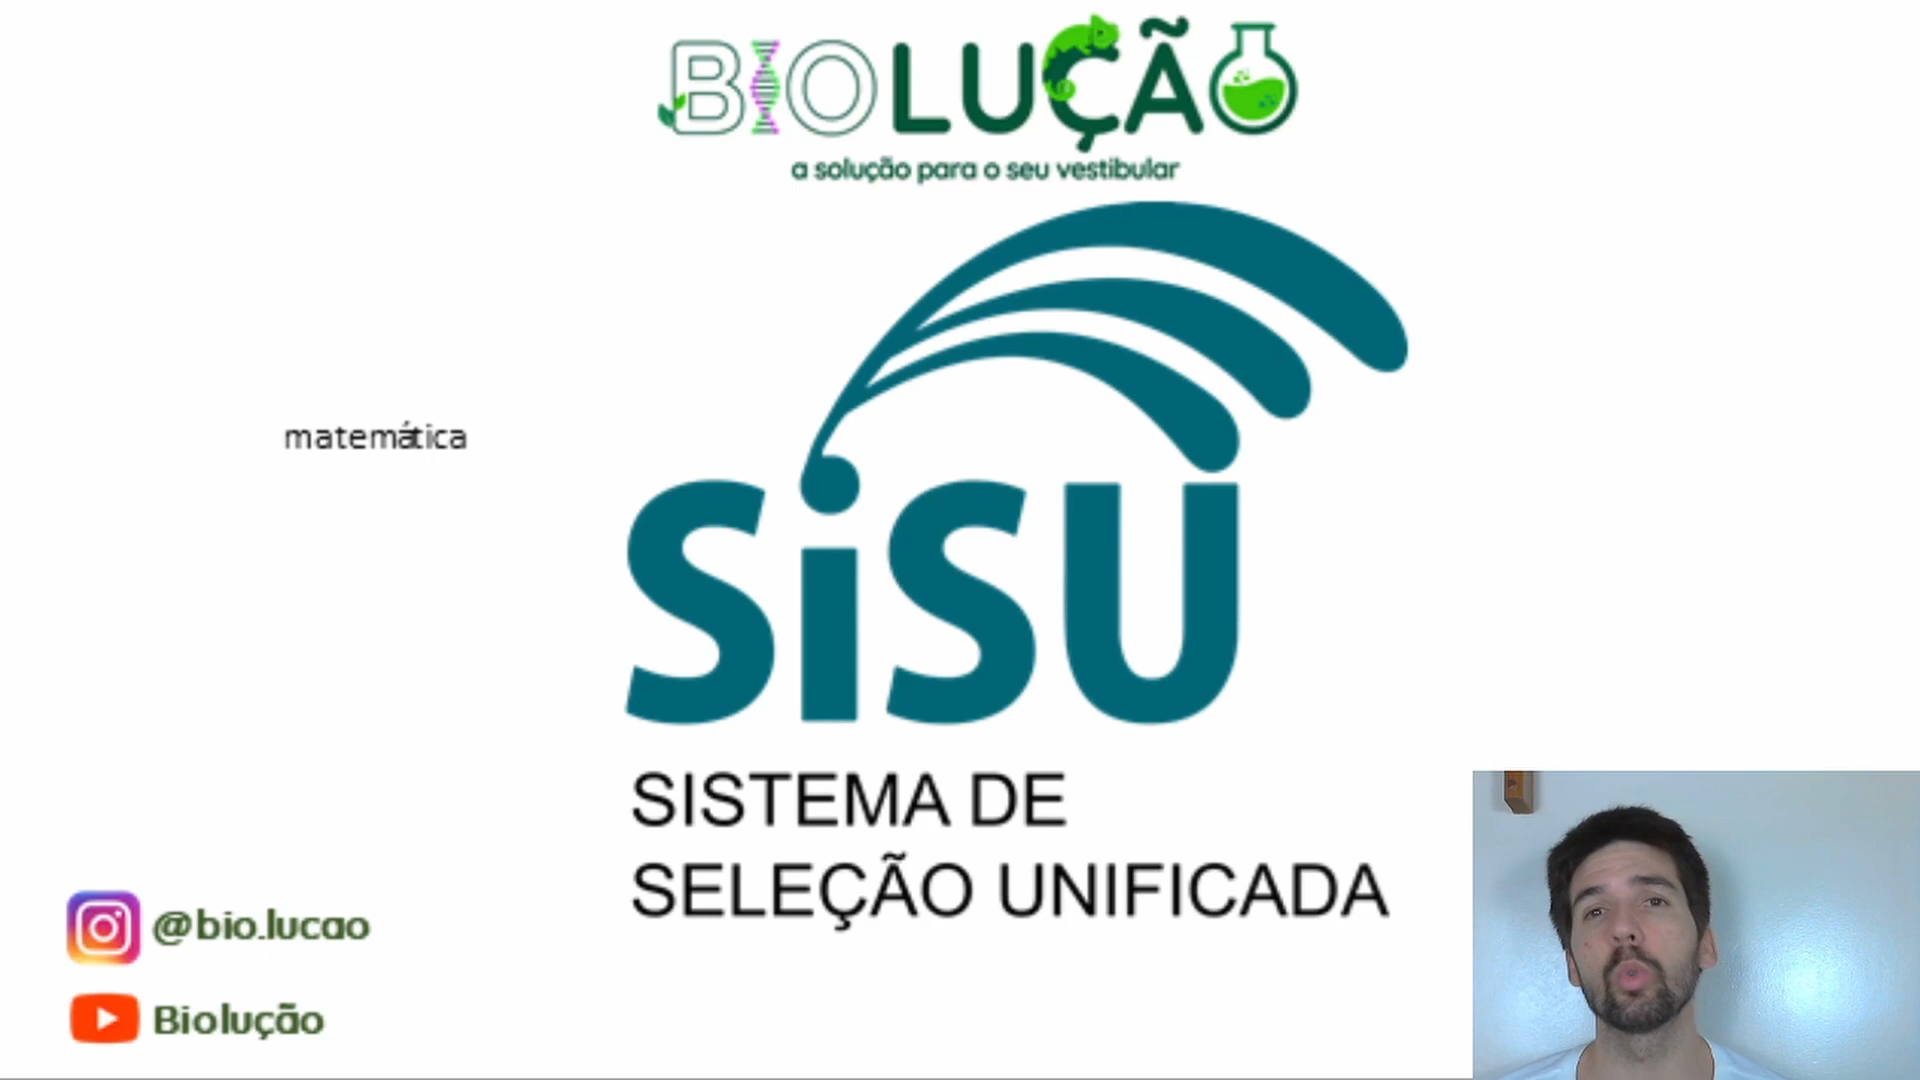 BIOLUÇÃO
a solução para o seu vestibular
matemática
SiSU
SISTEMA DE
SELEÇÃO UNIFICADA
@bio.lucao
Biolução